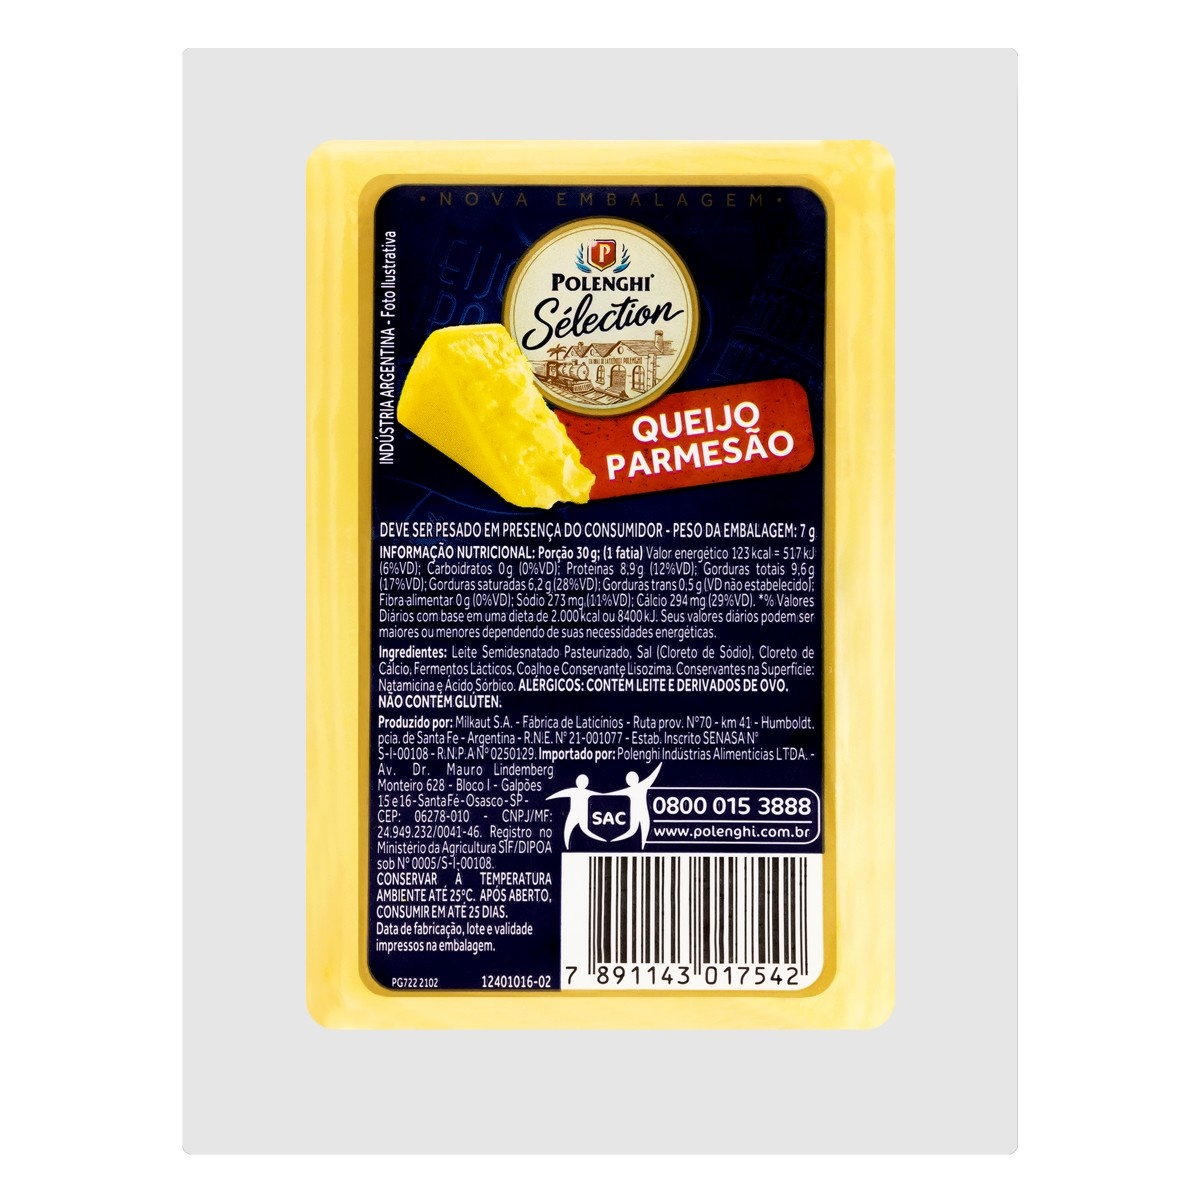 • NOVA EMBALAGEM •
P
POLENGHI
Sélection
INDÚSTRIA ARGENTINA - Foto Ilustrativa
QUEIJO
PARMESÃO
DEVE SER PESADO EM PRESENÇA DO CONSUMIDOR - PESO DA EMBALAGEM: 7 g
INFORMAÇÃO NUTRICIONAL: Porção 30 g; (1 fatia) Valor energético 123 kcal = 517 kJ
(6%VD); Carboidratos 0 g (0%VD); Proteínas 8,9 g (12%VD); Gorduras totais 9,6 g
(17%VD); Gorduras saturadas 6,2 g (28%VD); Gorduras trans 0,5 g (VD não estabelecido);
Fibra alimentar 0 g (0%VD); Sódio 273 mg (11%VD); Cálcio 294 mg (29%VD). *% Valores
Diários com base em uma dieta de 2.000 kcal ou 8400 kJ. Seus valores diários podem ser
maiores ou menores dependendo de suas necessidades energéticas.
Ingredientes: Leite Semidesnatado Pasteurizado, Sal (Cloreto de Sódio), Cloreto de
Cálcio, Fermentos Lácticos, Coalho e Conservante Lisozima. Conservantes na Superfície:
Natamicina e Ácido Sórbico. ALÉRGICOS: CONTÉM LEITE E DERIVADOS DE OVO.
NÃO CONTÉM GLÚTEN.
Produzido por: Milkaut S.A. - Fábrica de Laticínios - Ruta prov. N°70 - km 41 - Humboldt,
pcia. de Santa Fe - Argentina - R.N.E. N° 21-001077 - Estab. Inscrito SENASA N°
S-I-00108 - R.N.P.A N° 0250129. Importado por: Polenghi Indústrias Alimentícias LTDA. -
Av. Dr. Mauro Lindemberg
Monteiro 628 - Bloco I - Galpões
15 e 16 - Santa Fé - Osasco - SP -
CEP: 06278-010 - CNPJ/MF:
24.949.232/0041-46. Registro no
Ministério da Agricultura SIF/DIPOA
sob N° 0005/S-I-00108.
CONSERVAR À TEMPERATURA
AMBIENTE ATÉ 25°C. APÓS ABERTO,
CONSUMIR EM ATÉ 25 DIAS.
Data de fabricação, lote e validade
impressos na embalagem.
SAC
0800 015 3888
www.polenghi.com.br
7 891143 017542
PG722 2102
12401016-02